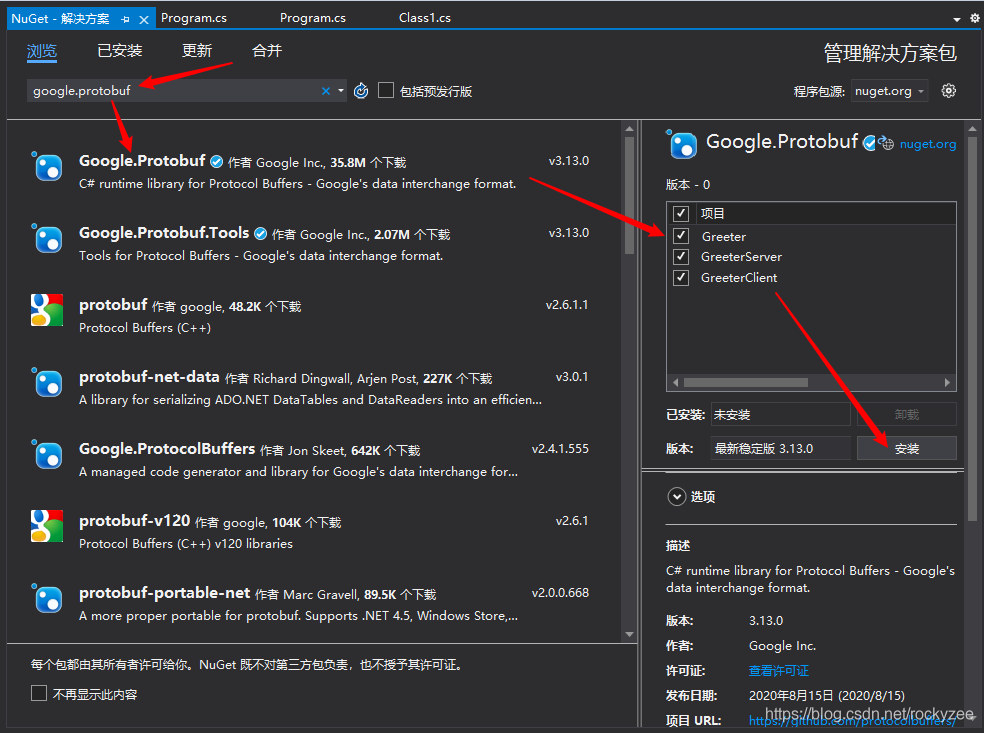 NuGet - 解决方案
Program.cs
Program.cs
Class1.cs
浏览
已安装
更新
合并
管理解决方案包
google.protobuf
包括预发行版
程序包源:
nuget.org
Google.Protobuf 作者 Google Inc., 35.8M 个下载
v3.13.0
C# runtime library for Protocol Buffers - Google's data interchange format.
Google.Protobuf.Tools 作者 Google Inc., 2.07M 个下载
v3.13.0
Tools for Protocol Buffers - Google's data interchange format.
protobuf 作者 google, 48.2K 个下载
v2.6.1.1
Protocol Buffers (C++)
protobuf-net-data 作者 Richard Dingwall, Arjen Post, 227K 个下载
v3.0.1
A library for serializing ADO.NET DataTables and DataReaders into an efficien...
Google.ProtocolBuffers 作者 Jon Skeet, 642K 个下载
v2.4.1.555
A managed code generator and library for Google's data interchange for...
protobuf-v120 作者 google, 104K 个下载
v2.6.1
Protocol Buffers (C++) v120 libraries
protobuf-portable-net 作者 Marc Gravell, 89.5K 个下载
v2.0.0.668
A more proper portable for protobuf. Supports .NET 4.5, Windows Store,...
每个包都由其所有者许可给你。NuGet 既不对第三方包负责，也不授予其许可证。
不再显示此内容
Google.Protobuf
nuget.org
版本 - 0
项目
Greeter
GreeterServer
GreeterClient
已安装:
未安装
卸载
版本:
最新稳定版 3.13.0
安装
选项
描述
C# runtime library for Protocol Buffers - Google's
data interchange format.
版本:
3.13.0
作者:
Google Inc.
许可证:
查看许可证
发布日期:
2020年8月15日 (2020/8/15)
项目 URL:
https://github.com/protocolbuffers/
https://blog.csdn.net/rockyzee